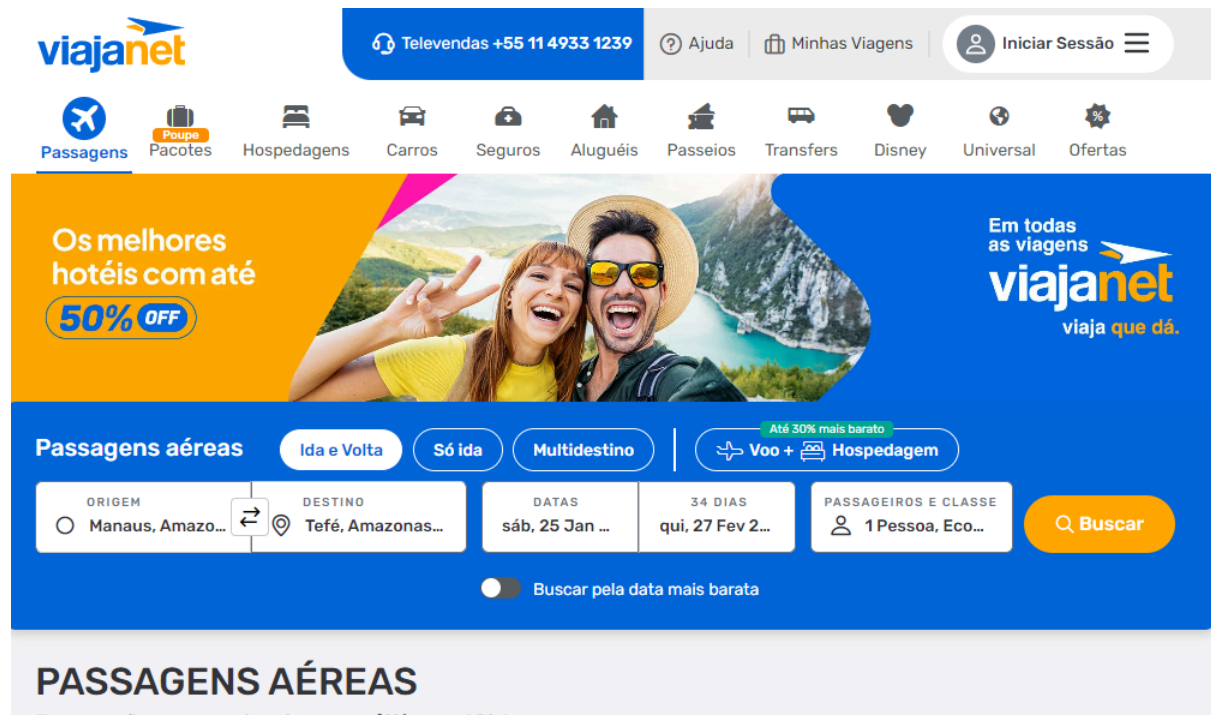 viajanet
Televendas +55 11 4933 1239
Ajuda
Minhas Viagens
Iniciar Sessão
Passagens
Poupe
Pacotes
Hospedagens
Carros
Seguros
Aluguéis
Passeios
Transfers
Disney
Universal
%
Ofertas
Os melhores
hotéis com até
50% OFF
Em todas
as viagens
viajanet
viaja que dá.
Passagens aéreas
Ida e Volta
Só ida
Multidestino
Até 30% mais barato
Voo + Hospedagem
ORIGEM
Manaus, Amazo...
DESTINO
Tefé, Amazonas...
DATAS
sáb, 25 Jan ...
34 DIAS
qui, 27 Fev 2...
PASSAGEIROS E CLASSE
1 Pessoa, Eco...
Buscar
Buscar pela data mais barata
PASSAGENS AÉREAS